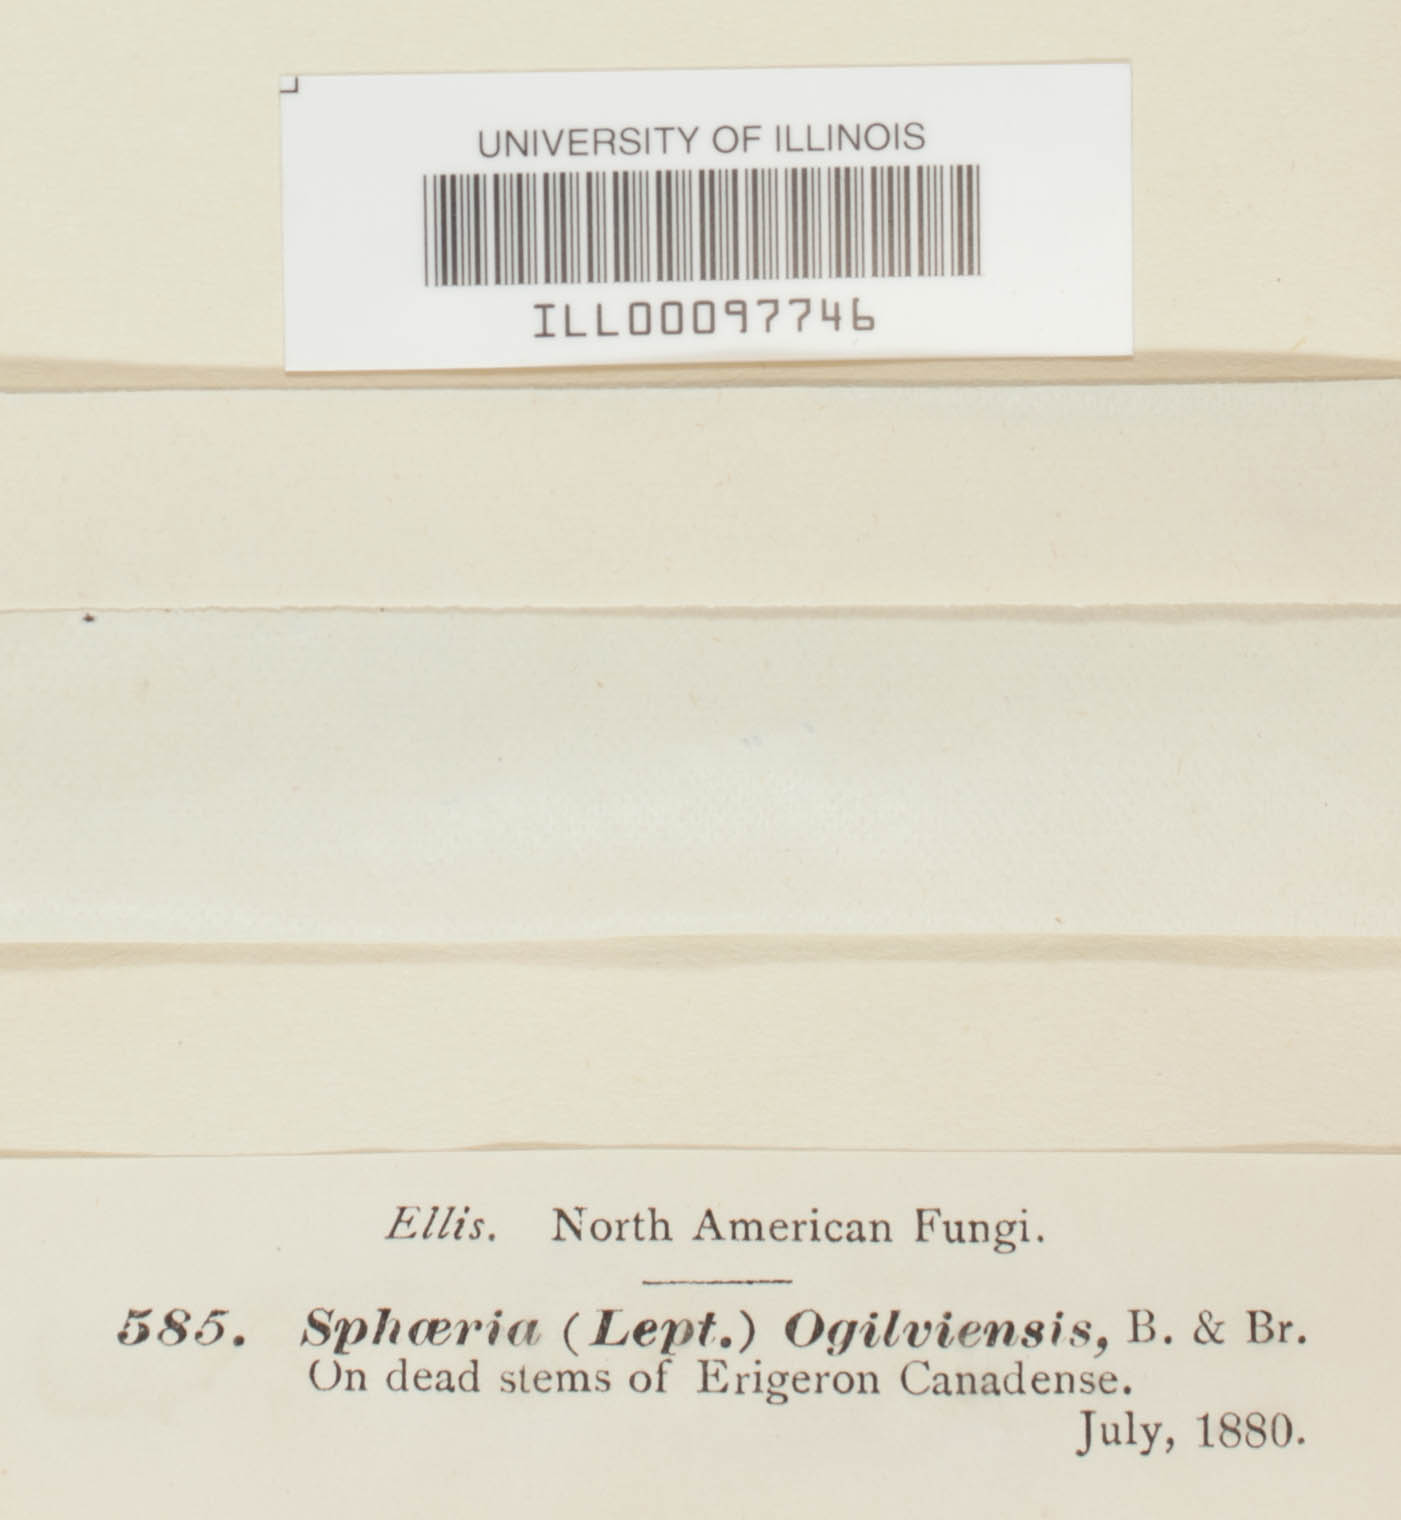 UNIVERSITY OF ILLINOIS
ILL00097746
Ellis. North American Fungi.
585. Sphœria (Lept.) Ogilviensis, B. & Br.
On dead stems of Erigeron Canadense.
July, 1880.